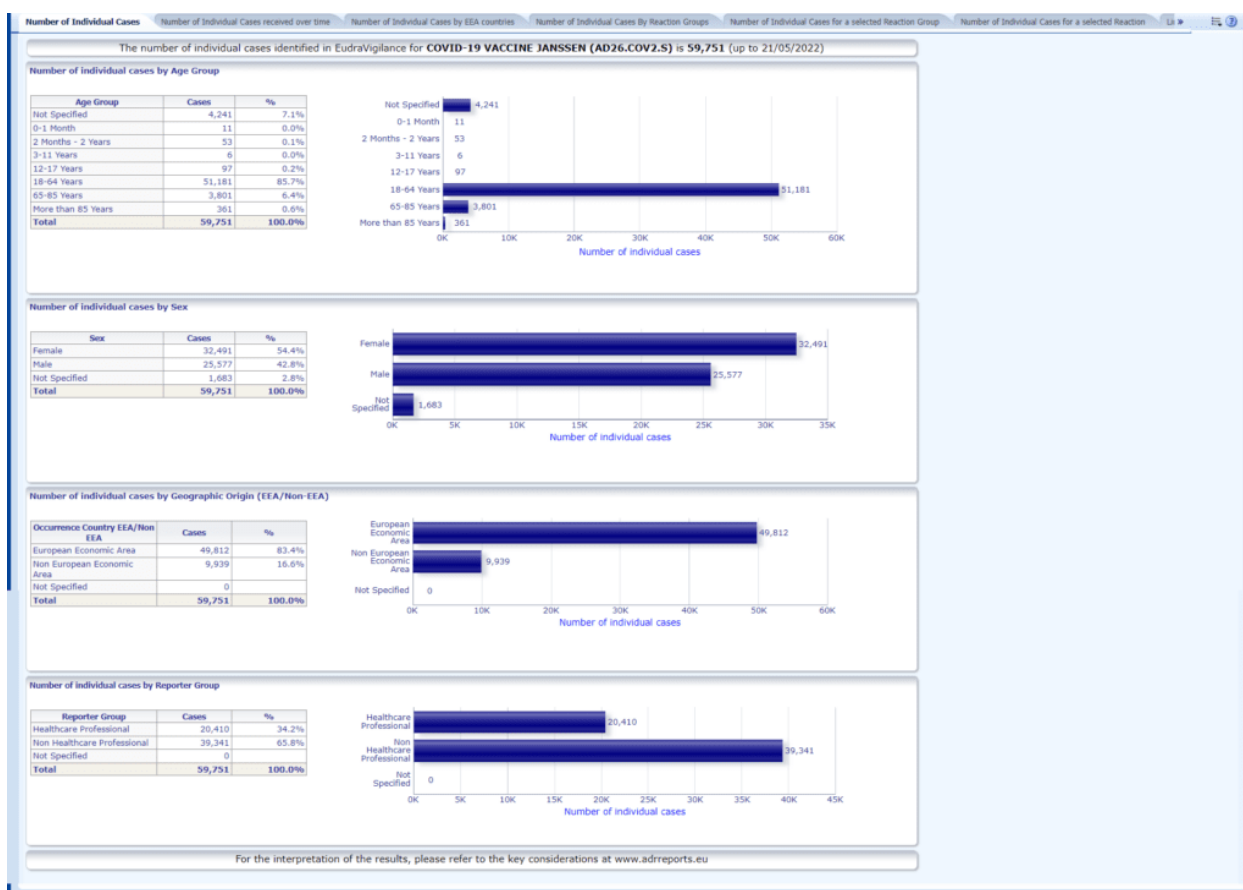 Number of Individual Cases Number of Individual Cases received over time Number of Individual Cases by EEA countries Number of Individual Cases By Reaction Groups Number of Individual Cases for a selected Reaction Group Number of Individual Cases for a selected Reaction
The number of individual cases identified in EudraVigilance for COVID-19 VACCINE JANSSEN (AD26.COV2.S) is 59,751 (up to 21/05/2022)
Number of individual cases by Age Group
Age Group Cases %
Not Specified 4,241 7.1%
0-1 Month 11 0.0%
2 Months - 2 Years 53 0.1%
3-11 Years 6 0.0%
12-17 Years 97 0.2%
18-64 Years 51,181 85.7%
65-85 Years 3,801 6.4%
More than 85 Years 361 0.6%
Total 59,751 100.0%
Not Specified 4,241
0-1 Month 11
2 Months - 2 Years 53
3-11 Years 6
12-17 Years 97
18-64 Years 51,181
65-85 Years 3,801
More than 85 Years 361
0K 10K 20K 30K 40K 50K 60K
Number of individual cases
Number of individual cases by Sex
Sex Cases %
Female 32,491 54.4%
Male 25,577 42.8%
Not Specified 1,683 2.8%
Total 59,751 100.0%
Female 32,491
Male 25,577
Not
Specified 1,683
0K 5K 10K 15K 20K 25K 30K 35K
Number of individual cases
Number of individual cases by Geographic Origin (EEA/Non-EEA)
Occurrence Country EEA/Non
EEA Cases %
European Economic Area 49,812 83.4%
Non European Economic
Area 9,939 16.6%
Not Specified 0
Total 59,751 100.0%
European
Economic
Area 49,812
Non European
Economic
Area 9,939
Not Specified 0
0K 10K 20K 30K 40K 50K 60K
Number of individual cases
Number of individual cases by Reporter Group
Reporter Group Cases %
Healthcare Professional 20,410 34.2%
Non Healthcare Professional 39,341 65.8%
Not Specified 0
Total 59,751 100.0%
Healthcare
Professional 20,410
Non
Healthcare
Professional 39,341
Not
Specified 0
0K 5K 10K 15K 20K 25K 30K 35K 40K 45K
Number of individual cases
For the interpretation of the results, please refer to the key considerations at www.adrreports.eu